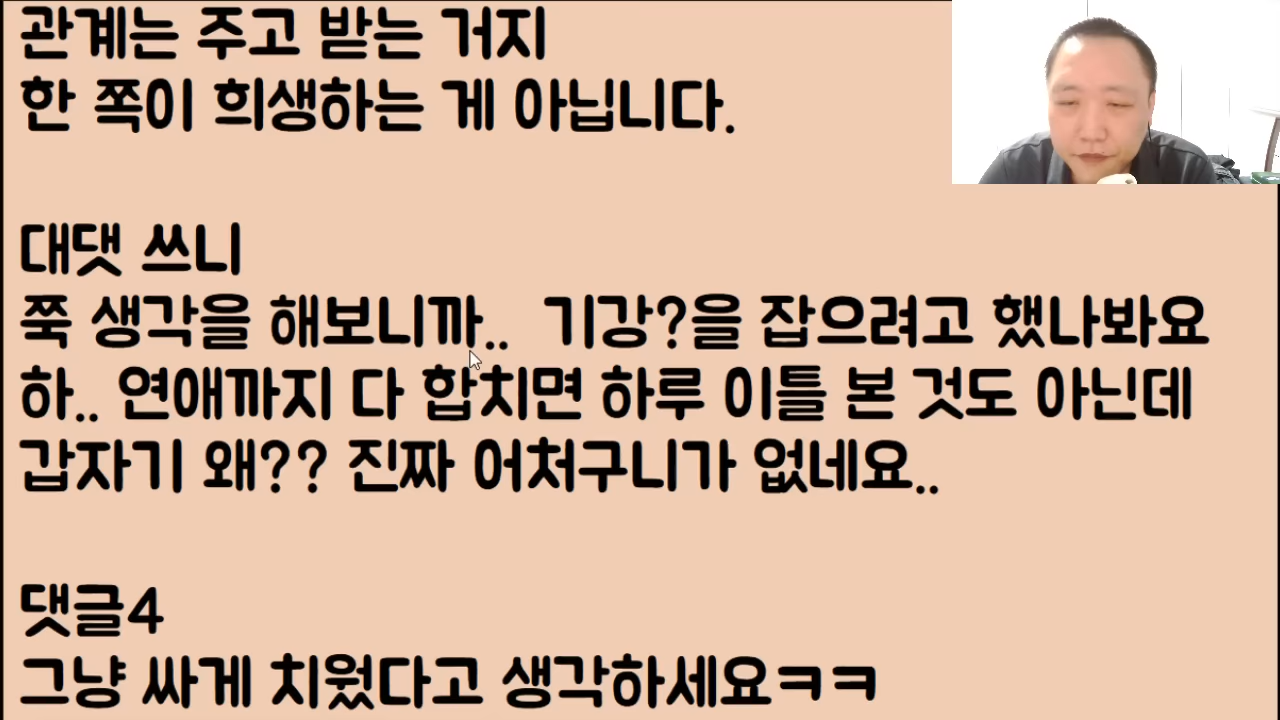 관계는 주고 받는 거지
한 쪽이 희생하는 게 아닙니다.
대댓 쓰니
쭉 생각을 해보니까.. 기강?을 잡으려고 했나봐요
하.. 연애까지 다 합치면 하루 이틀 본 것도 아닌데
갑자기 왜?? 진짜 어처구니가 없네요..
댓글4
그냥 싸게 치웠다고 생각하세요ㅋㅋ